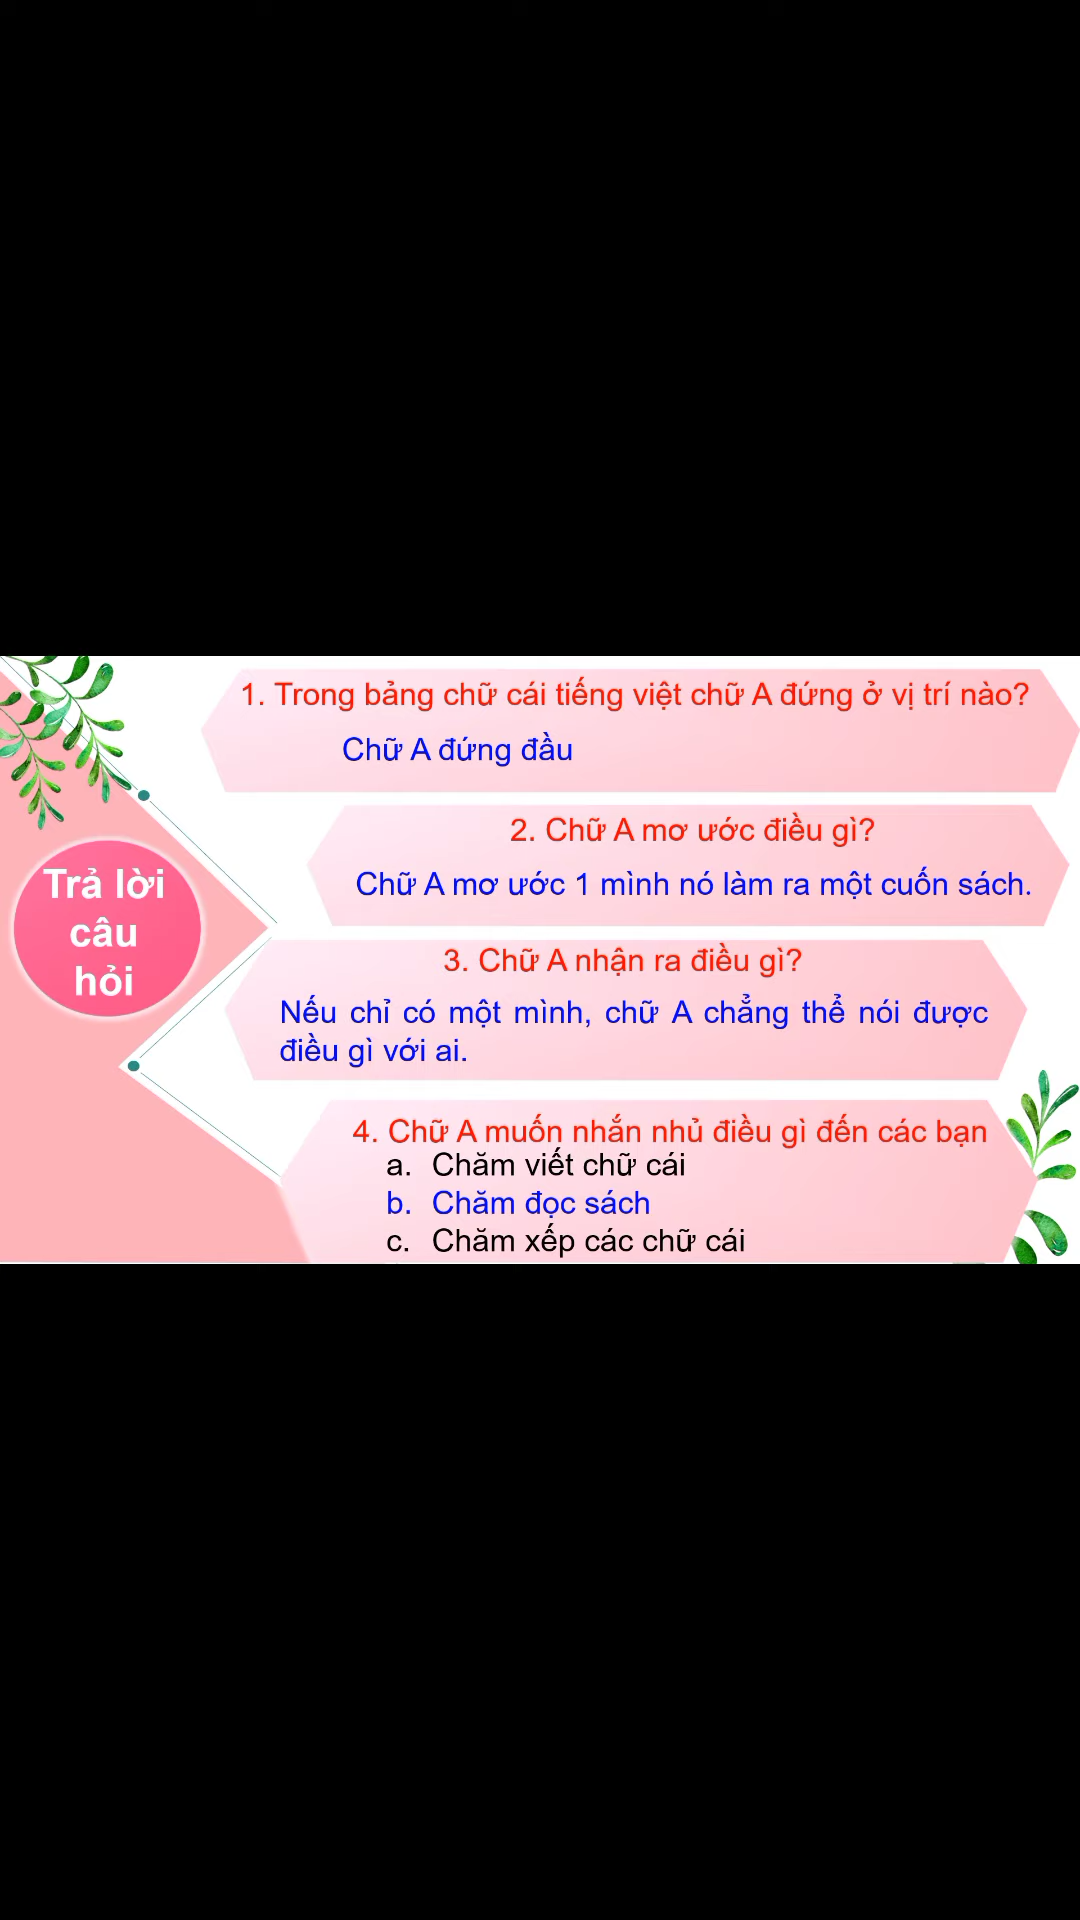 Trả lời
câu
hỏi
1. Trong bảng chữ cái tiếng việt chữ A đứng ở vị trí nào?
Chữ A đứng đầu
2. Chữ A mơ ước điều gì?
Chữ A mơ ước 1 mình nó làm ra một cuốn sách.
3. Chữ A nhận ra điều gì?
Nếu chỉ có một mình, chữ A chẳng thể nói được
điều gì với ai.
4. Chữ A muốn nhắn nhủ điều gì đến các bạn
a. Chăm viết chữ cái
b. Chăm đọc sách
c. Chăm xếp các chữ cái